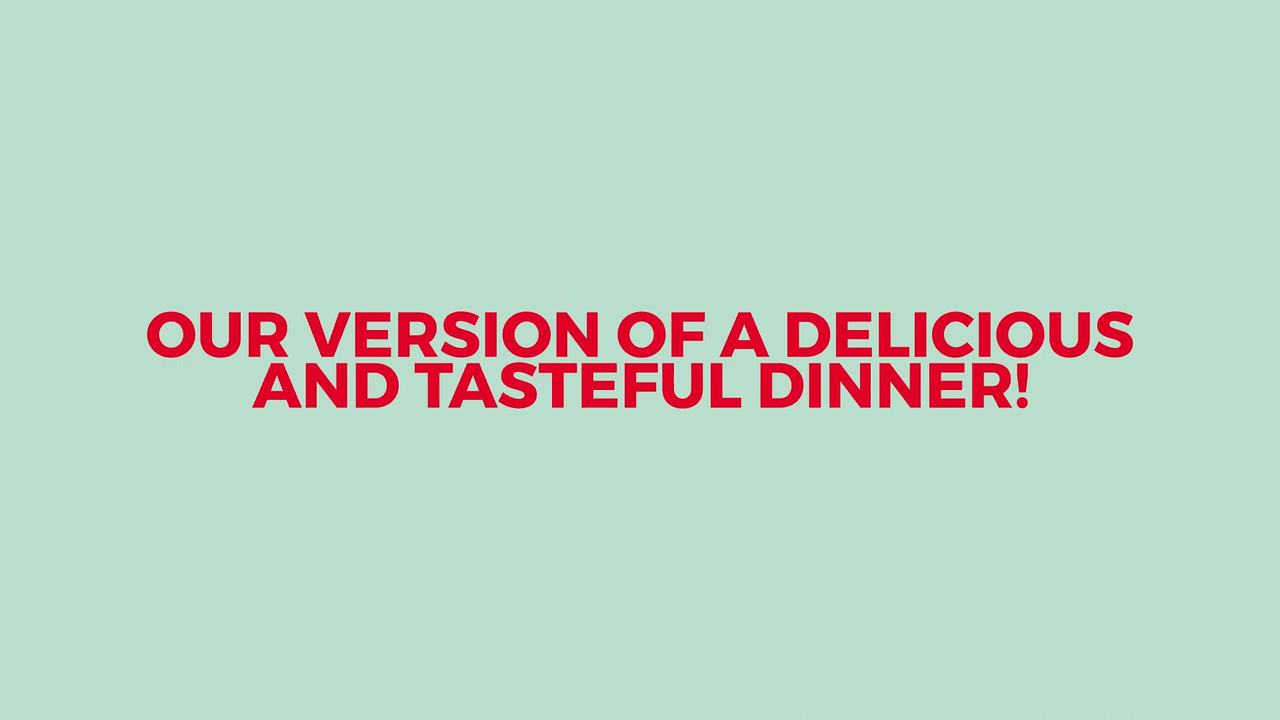 OUR VERSION OF A DELICIOUS
AND TASTEFUL DINNER!